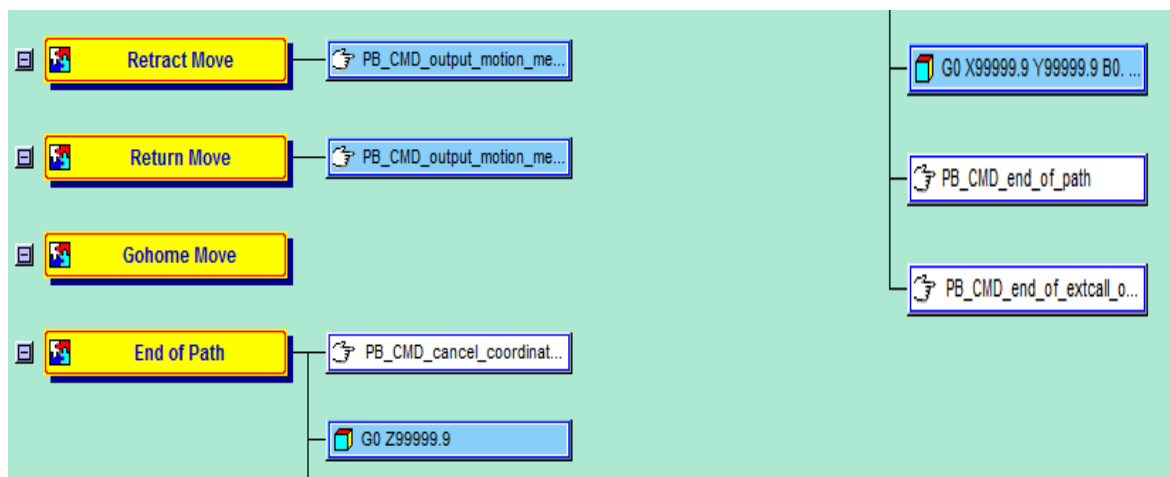 Retract Move
PB_CMD_output_motion_me...
G0 X99999.9 Y99999.9 B0. ...
Return Move
PB_CMD_output_motion_me...
PB_CMD_end_of_path
Gohome Move
PB_CMD_end_of_extcall_o...
End of Path
PB_CMD_cancel_coordinat...
G0 Z99999.9